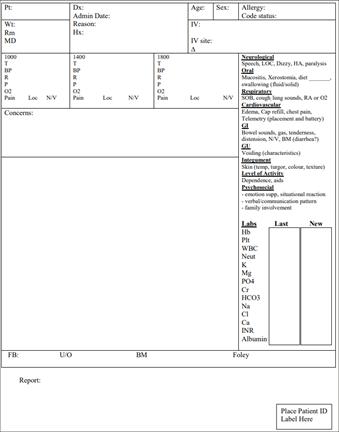 Pt: Dx: Age: Sex: Allergy:
Admin Date: Code status:
Wt: Reason: IV:
Rm Hx:
MD IV site:
Δ
1000 1400 1800
T T T
BP BP BP
R R R
P P P
O2 O2 O2
Pain Loc N/V Pain Loc N/V Pain Loc N/V
Concerns:
Neurological
Speech, LOC, Dizzy, HA, paralysis
Oral
Mucositis, Xerostomia, diet ______,
swallowing (fluid/solid)
Respiratory
SOB, cough lung sounds, RA or O2
Cardiovascular
Edema, Cap refill, chest pain,
Telemetry (placement and battery)
GI
Bowel sounds, gas, tenderness,
distension, N/V, BM (diarrhea?)
GU
Voiding (characteristics)
Integument
Skin (temp, turgor, colour, texture)
Level of Activity
Dependence, aids
Psychosocial
- emotion supp, situational reaction
- verbal/communication pattern
- family involvement
Labs Last New
Hb
Plt
WBC
Neut
K
Mg
PO4
Cr
HCO3
Na
Cl
Ca
INR
Albumin
FB: U/O BM Foley
Report:
Place Patient ID
Label Here